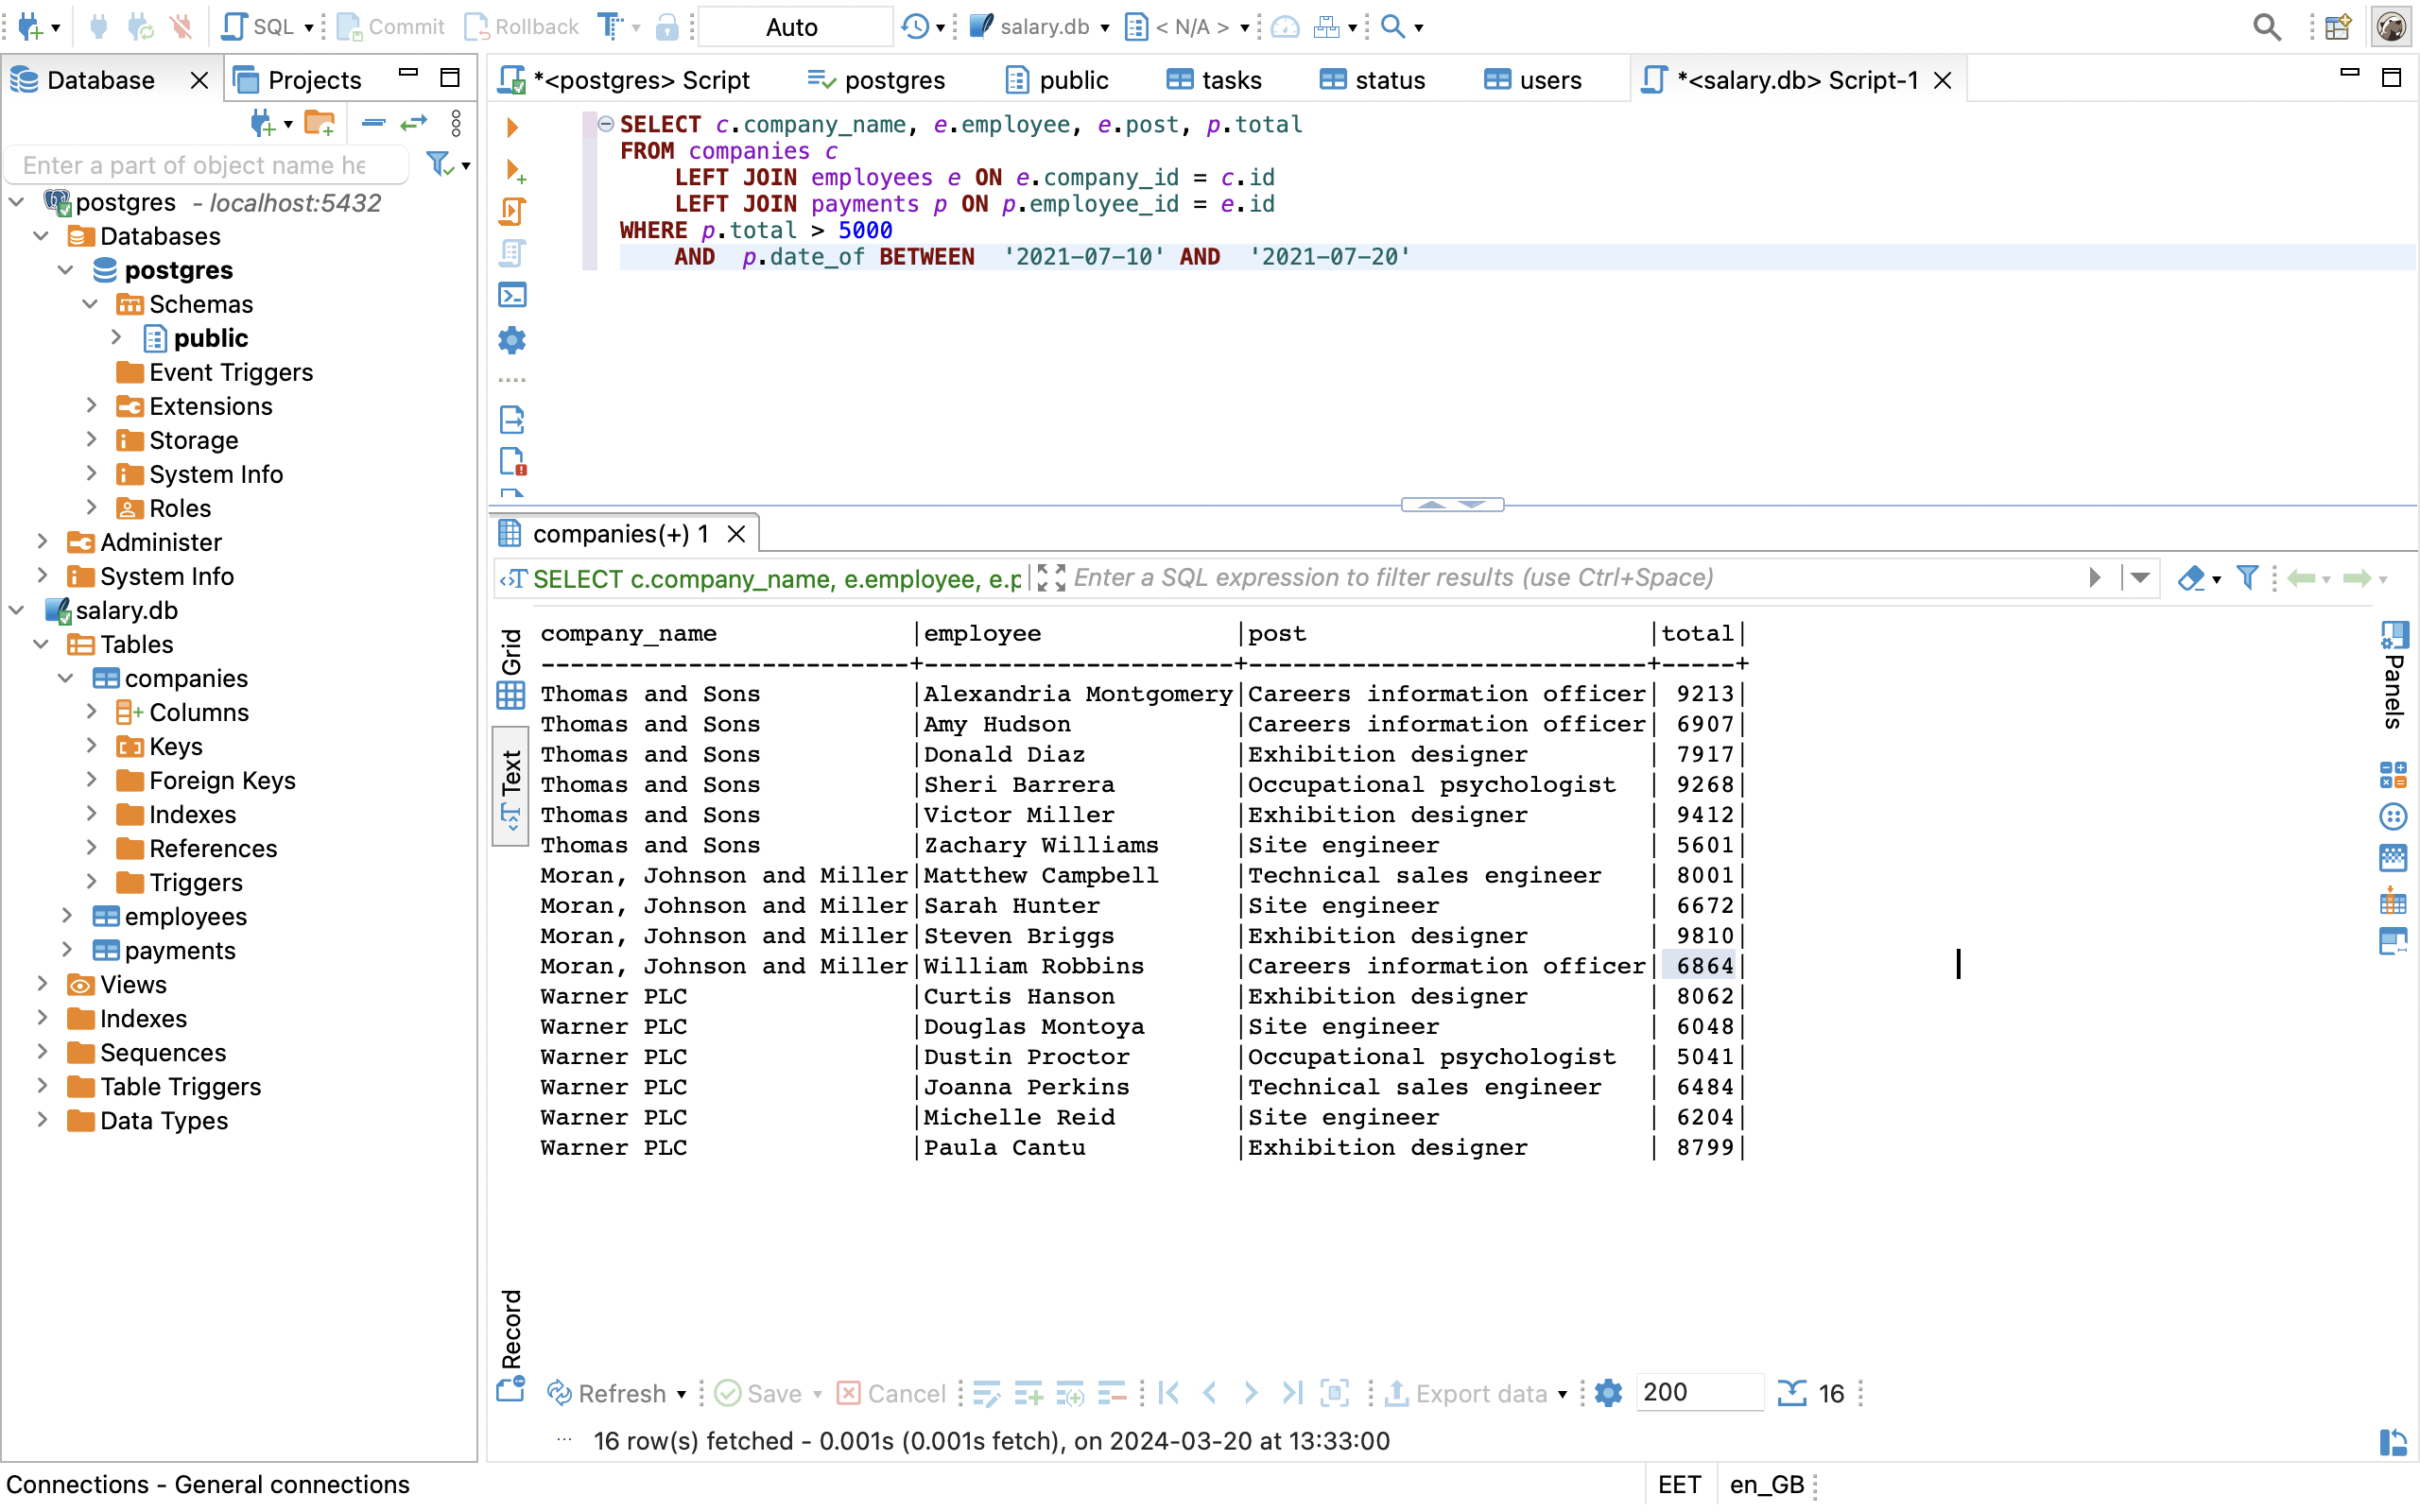 SQL Commit Rollback Auto salary.db < N/A >
Database Projects
Enter a part of object name he
postgres - localhost:5432
Databases
postgres
Schemas
public
Event Triggers
Extensions
Storage
System Info
Roles
Administer
System Info
salary.db
Tables
companies
Columns
Keys
Foreign Keys
Indexes
References
Triggers
employees
payments
Views
Indexes
Sequences
Table Triggers
Data Types
*<postgres> Script postgres public tasks status users *<salary.db> Script-1
SELECT c.company_name, e.employee, e.post, p.total
FROM companies c
LEFT JOIN employees e ON e.company_id = c.id
LEFT JOIN payments p ON p.employee_id = e.id
WHERE p.total > 5000
AND p.date_of BETWEEN '2021-07-10' AND '2021-07-20'
companies(+) 1
SELECT c.company_name, e.employee, e.p Enter a SQL expression to filter results (use Ctrl+Space)
Grid
Text
Record
company_name |employee |post |total|
-------------------------+---------------------+---------------------------+-----+
Thomas and Sons |Alexandria Montgomery|Careers information officer| 9213|
Thomas and Sons |Amy Hudson |Careers information officer| 6907|
Thomas and Sons |Donald Diaz |Exhibition designer | 7917|
Thomas and Sons |Sheri Barrera |Occupational psychologist | 9268|
Thomas and Sons |Victor Miller |Exhibition designer | 9412|
Thomas and Sons |Zachary Williams |Site engineer | 5601|
Moran, Johnson and Miller|Matthew Campbell |Technical sales engineer | 8001|
Moran, Johnson and Miller|Sarah Hunter |Site engineer | 6672|
Moran, Johnson and Miller|Steven Briggs |Exhibition designer | 9810|
Moran, Johnson and Miller|William Robbins |Careers information officer| 6864|
Warner PLC |Curtis Hanson |Exhibition designer | 8062|
Warner PLC |Douglas Montoya |Site engineer | 6048|
Warner PLC |Dustin Proctor |Occupational psychologist | 5041|
Warner PLC |Joanna Perkins |Technical sales engineer | 6484|
Warner PLC |Michelle Reid |Site engineer | 6204|
Warner PLC |Paula Cantu |Exhibition designer | 8799|
Panels
Refresh Save Cancel Export data 200 16
16 row(s) fetched - 0.001s (0.001s fetch), on 2024-03-20 at 13:33:00
Connections - General connections EET en_GB